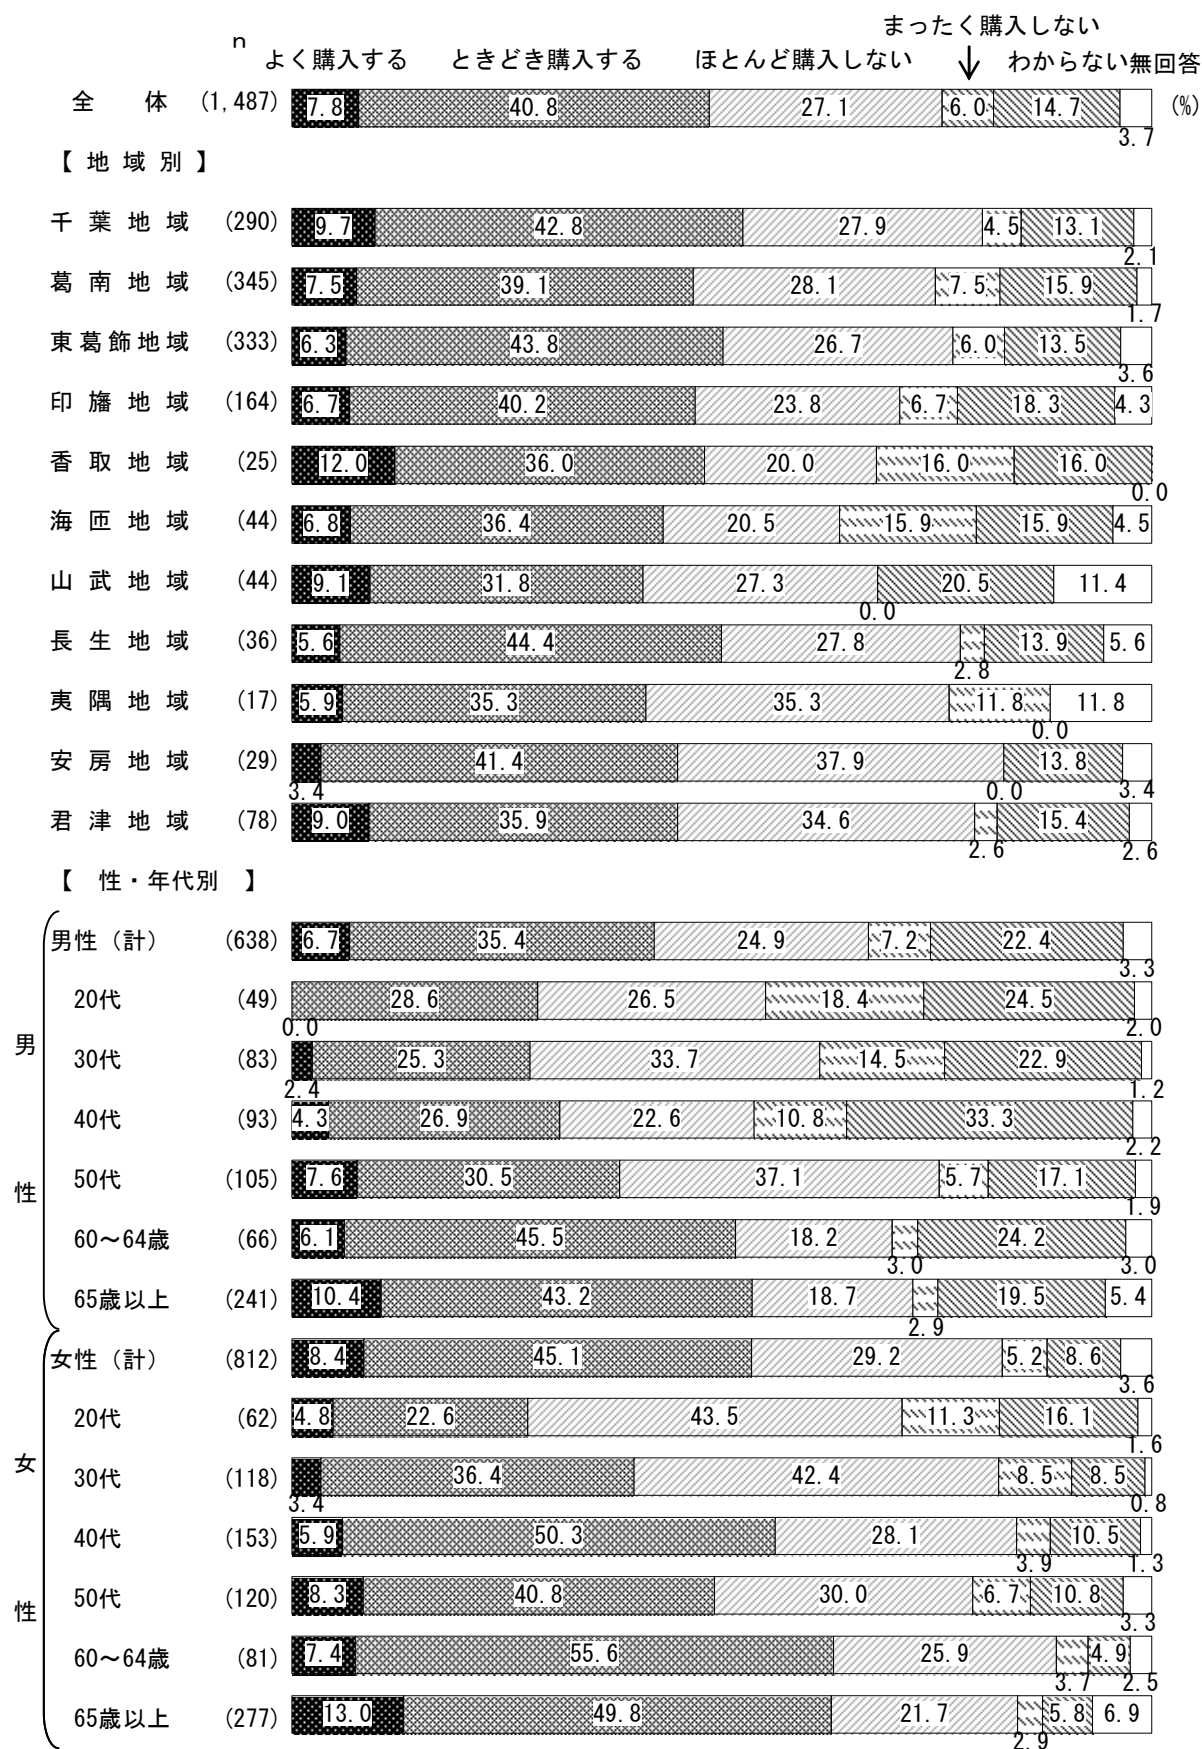 まったく購入しない
n よく購入する ときどき購入する ほとんど購入しない ↓ わからない 無回答
全体 (1,487) 7.8 40.8 27.1 6.0 14.7 3.7 (%)
【地域別】
千葉地域 (290) 9.7 42.8 27.9 4.5 13.1 2.1
葛南地域 (345) 7.5 39.1 28.1 7.5 15.9 1.7
東葛飾地域 (333) 6.3 43.8 26.7 6.0 13.5 3.6
印旛地域 (164) 6.7 40.2 23.8 6.7 18.3 4.3
香取地域 (25) 12.0 36.0 20.0 16.0 16.0 0.0
海匝地域 (44) 6.8 36.4 20.5 15.9 15.9 4.5
山武地域 (44) 9.1 31.8 27.3 0.0 20.5 11.4
長生地域 (36) 5.6 44.4 27.8 2.8 13.9 5.6
夷隅地域 (17) 5.9 35.3 35.3 11.8 0.0 11.8
安房地域 (29) 3.4 41.4 37.9 0.0 13.8 3.4
君津地域 (78) 9.0 35.9 34.6 2.6 15.4 2.6
【性・年代別】
男性（計） (638) 6.7 35.4 24.9 7.2 22.4 3.3
男性
20代 (49) 0.0 28.6 26.5 18.4 24.5 2.0
30代 (83) 2.4 25.3 33.7 14.5 22.9 1.2
40代 (93) 4.3 26.9 22.6 10.8 33.3 2.2
50代 (105) 7.6 30.5 37.1 5.7 17.1 1.9
60～64歳 (66) 6.1 45.5 18.2 3.0 24.2 3.0
65歳以上 (241) 10.4 43.2 18.7 2.9 19.5 5.4
女性（計） (812) 8.4 45.1 29.2 5.2 8.6 3.6
女性
20代 (62) 4.8 22.6 43.5 11.3 16.1 1.6
30代 (118) 3.4 36.4 42.4 8.5 8.5 0.8
40代 (153) 5.9 50.3 28.1 3.9 10.5 1.3
50代 (120) 8.3 40.8 30.0 6.7 10.8 3.3
60～64歳 (81) 7.4 55.6 25.9 3.7 4.9 2.5
65歳以上 (277) 13.0 49.8 21.7 2.9 5.8 6.9